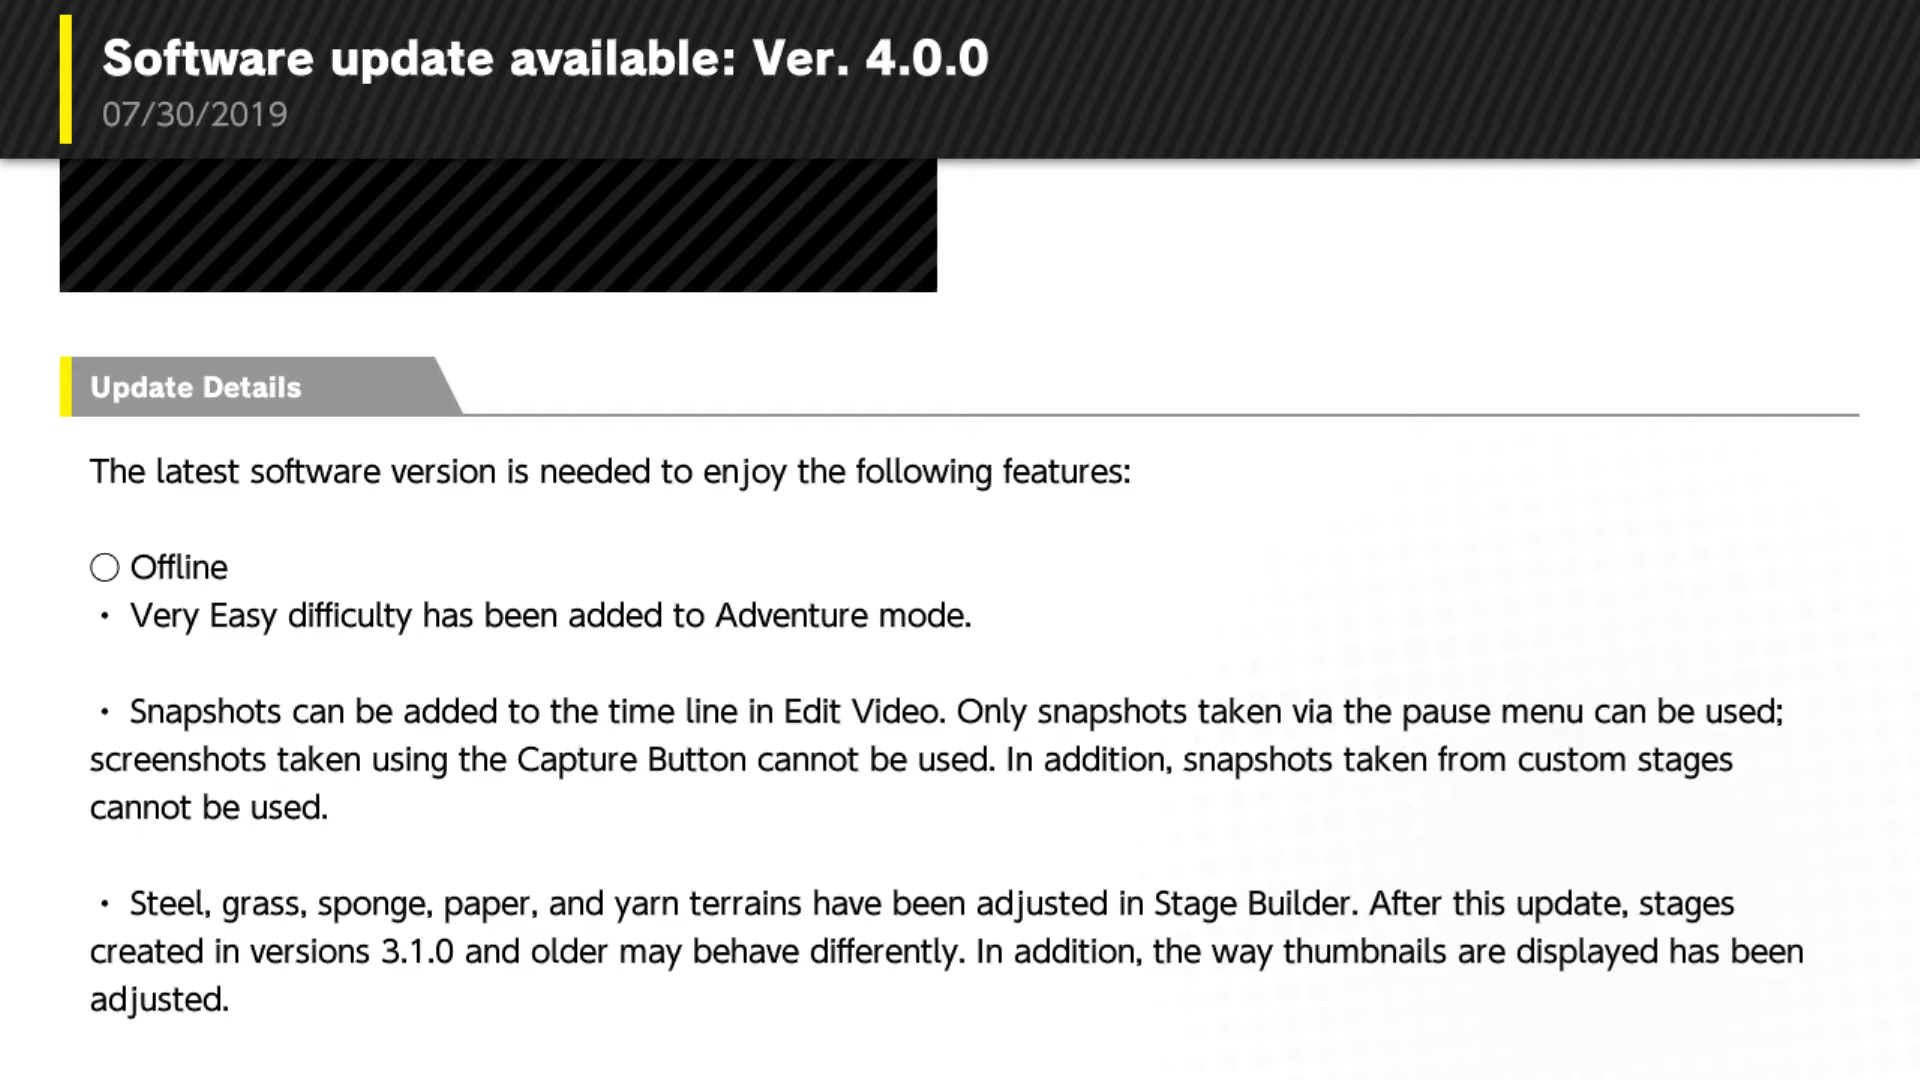 Software update available: Ver. 4.0.0
07/30/2019
Update Details
The latest software version is needed to enjoy the following features:
○ Offline
・ Very Easy difficulty has been added to Adventure mode.
・ Snapshots can be added to the time line in Edit Video. Only snapshots taken via the pause menu can be used;
screenshots taken using the Capture Button cannot be used. In addition, snapshots taken from custom stages
cannot be used.
・ Steel, grass, sponge, paper, and yarn terrains have been adjusted in Stage Builder. After this update, stages
created in versions 3.1.0 and older may behave differently. In addition, the way thumbnails are displayed has been
adjusted.